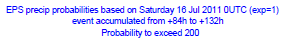 EPS precip probabilities based on Saturday 16 Jul 2011 0UTC (exp=1)
event accumulated from +84h to +132h
Probability to exceed 200